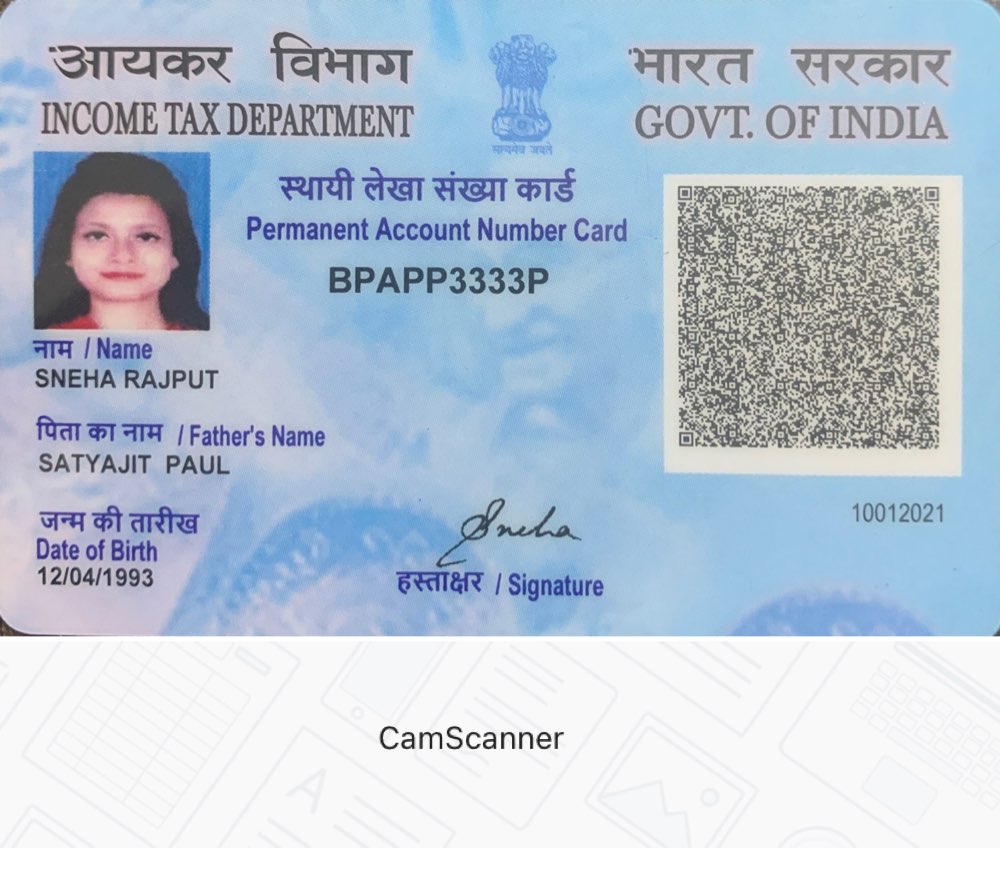 आयकर विभाग
INCOME TAX DEPARTMENT
भारत सरकार
GOVT. OF INDIA
सत्यमेव जयते
स्थायी लेखा संख्या कार्ड
Permanent Account Number Card
BPAPP3333P
नाम / Name
SNEHA RAJPUT
पिता का नाम / Father's Name
SATYAJIT PAUL
जन्म की तारीख
Date of Birth
12/04/1993
Sneha
हस्ताक्षर / Signature
10012021
CamScanner